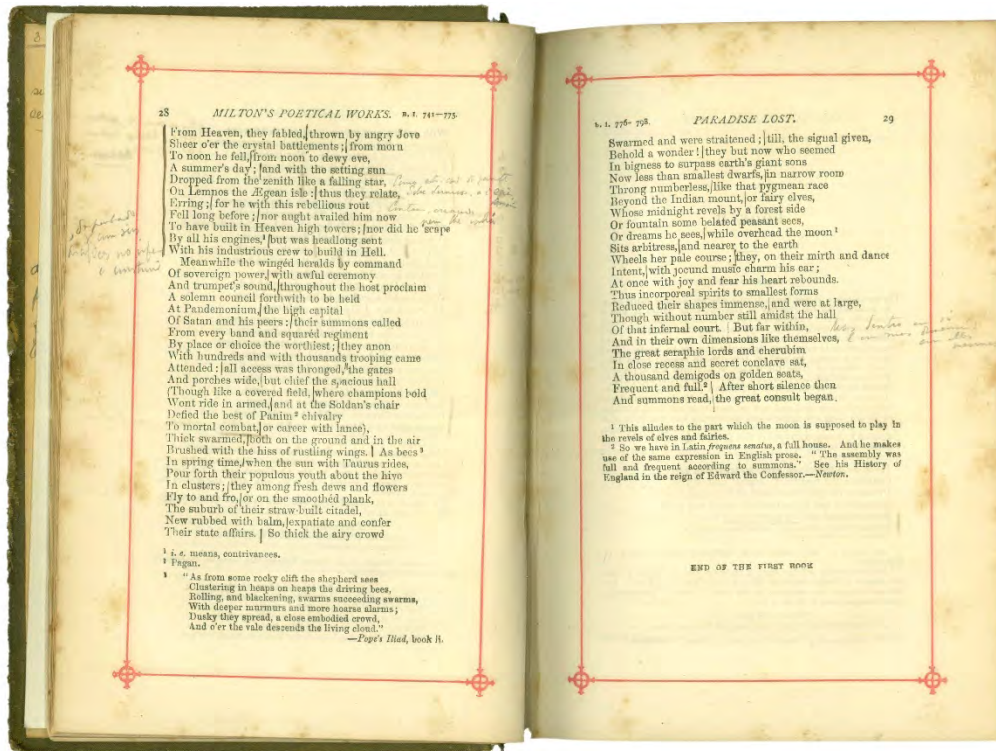 28 MILTON'S POETICAL WORKS. B. I. 741—775.
From Heaven, they fabled, thrown by angry Jove
Sheer o'er the crystal battlements; from morn
To noon he fell, from noon to dewy eve,
A summer's day; and with the setting sun
Dropped from the zenith like a falling star,
On Lemnos the Ægean isle: thus they relate,
Erring; for he with this rebellious rout
Fell long before; nor aught availed him now
To have built in Heaven high towers; nor did he 'scape
By all his engines,¹ but was headlong sent
With his industrious crew to build in Hell.
Meanwhile the wingéd heralds by command
Of sovereign power, with awful ceremony
And trumpet's sound, throughout the host proclaim
A solemn council forthwith to be held
At Pandemonium, the high capital
Of Satan and his peers: their summons called
From every band and squaréd regiment
By place or choice the worthiest; they anon
With hundreds and with thousands trooping came
Attended: all access was thronged, the gates
And porches wide, but chief the spacious hall
(Though like a covered field, where champions bold
Wont ride in armed, and at the Soldan's chair
Defied the best of Panim² chivalry
To mortal combat, or career with lance),
Thick swarmed, both on the ground and in the air
Brushed with the hiss of rustling wings. As bees³
In spring time, when the sun with Taurus rides,
Pour forth their populous youth about the hive
In clusters; they among fresh dews and flowers
Fly to and fro, or on the smoothéd plank,
The suburb of their straw-built citadel,
New rubbed with balm, expatiate and confer
Their state affairs. So thick the airy crowd
¹ i. e. means, contrivances.
² Pagan.
³ "As from some rocky clift the shepherd sees
Clustering in heaps on heaps the driving bees,
Rolling, and blackening, swarms succeeding swarms,
With deeper murmurs and more hoarse alarms;
Dusky they spread, a close embodied crowd,
And o'er the vale descends the living cloud."
—Pope's Iliad, book ii.
B. I. 776—798. PARADISE LOST. 29
Swarmed and were straitened; till, the signal given,
Behold a wonder! they but now who seemed
In bigness to surpass earth's giant sons
Now less than smallest dwarfs, in narrow room
Throng numberless, like that pygmean race
Beyond the Indian mount, or fairy elves,
Whose midnight revels by a forest side
Or fountain some belated peasant sees,
Or dreams he sees, while overhead the moon¹
Sits arbitress, and nearer to the earth
Wheels her pale course; they, on their mirth and dance
Intent, with jocund music charm his ear;
At once with joy and fear his heart rebounds.
Thus incorporeal spirits to smallest forms
Reduced their shapes immense, and were at large,
Though without number still amidst the hall
Of that infernal court. But far within,
And in their own dimensions like themselves,
The great seraphic lords and cherubim
In close recess and secret conclave sat,
A thousand demigods on golden seats,
Frequent and full.² After short silence then
And summons read, the great consult began.
¹ This alludes to the part which the moon is supposed to play in
the revels of elves and fairies.
² So we have in Latin frequens senatus, a full house. And he makes
use of the same expression in English prose. "The assembly was
full and frequent according to summons." See his History of
England in the reign of Edward the Confessor.—Newton.
END OF THE FIRST BOOK